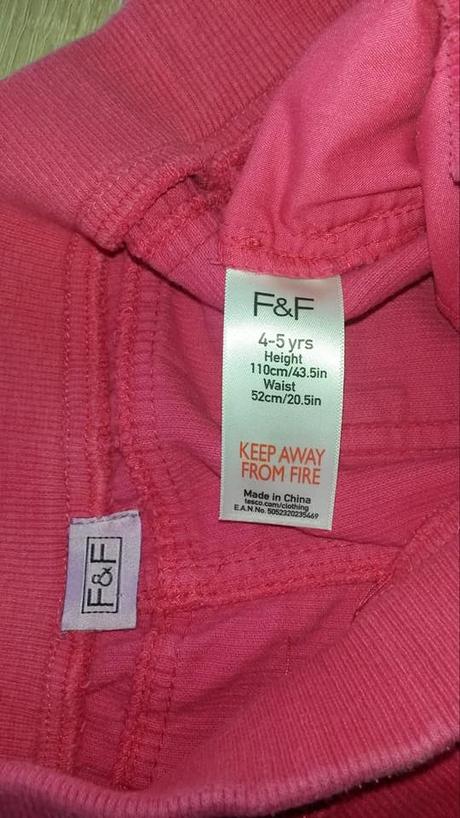 F&F
4-5 yrs
Height
110cm/43.5in
Waist
52cm/20.5in
KEEP AWAY
FROM FIRE
Made in China
tesco.com/clothing
E.A.N. No. 5052320235469
F&F